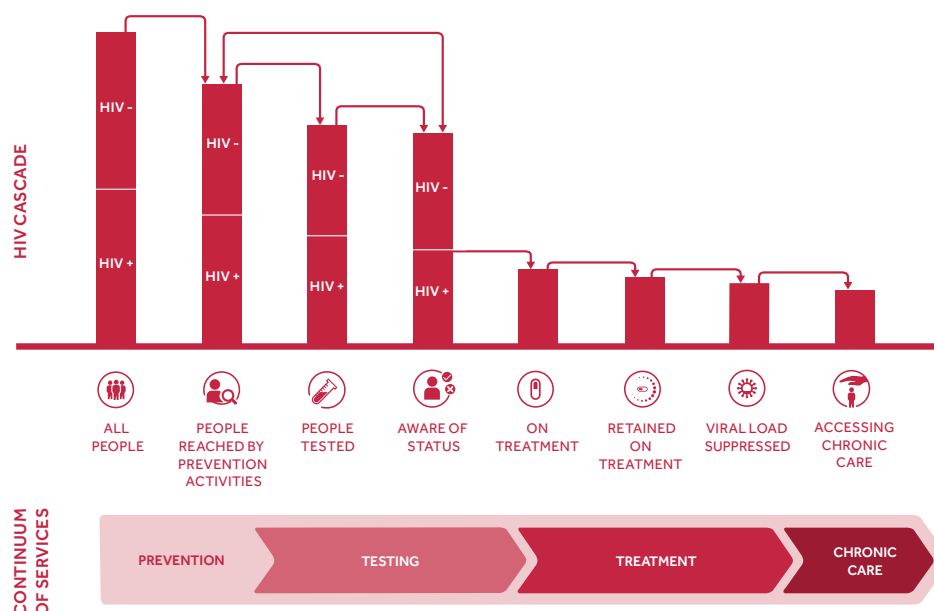 HIV CASCADE
HIV -
HIV +
HIV -
HIV +
HIV -
HIV +
HIV -
HIV +
ALL
PEOPLE
PEOPLE
REACHED BY
PREVENTION
ACTIVITIES
PEOPLE
TESTED
AWARE OF
STATUS
ON
TREATMENT
RETAINED
ON
TREATMENT
VIRAL LOAD
SUPPRESSED
ACCESSING
CHRONIC
CARE
CONTINUUM
OF SERVICES
PREVENTION
TESTING
TREATMENT
CHRONIC
CARE